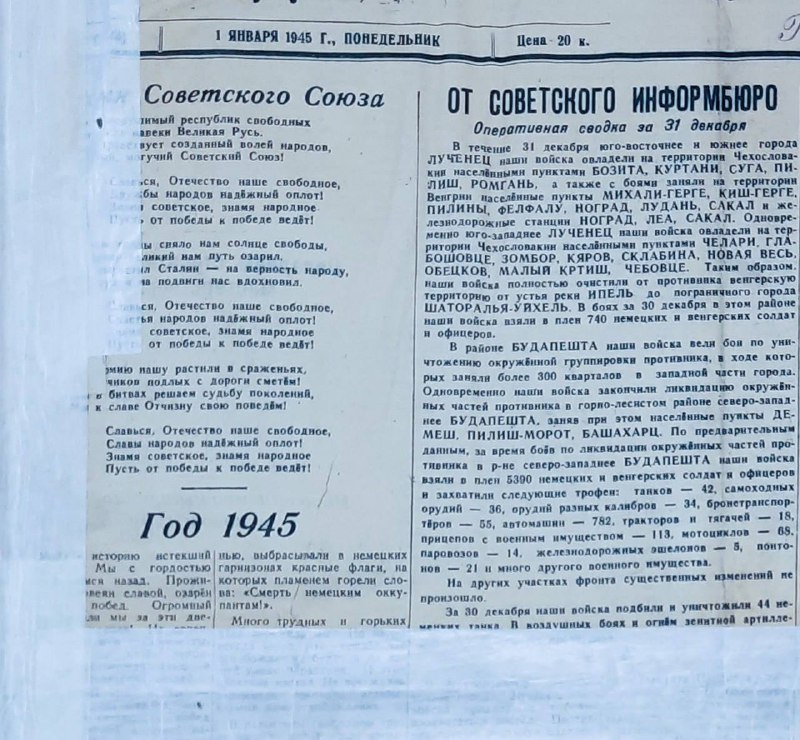 1 ЯНВАРЯ 1945 Г., ПОНЕДЕЛЬНИК
Цена 20 к.
Советского Союза
республик свободных
Великая Русь.
созданный волей народов,
Советский Союз!
Отечество наше свободное,
народов надёжный оплот!
советское, знамя народное
от победы к победе ведёт!
сияло нам солнце свободы,
нам путь озарил.
Сталин — на верность народу,
на подвиги нас вдохновил.
Отечество наше свободное,
народов надёжный оплот!
советское, знамя народное
от победы к победе ведёт!
нашу растили в сраженьях,
подлых с дороги сметём!
в битвах решаем судьбу поколений,
к славе Отчизну свою поведём!
Славься, Отечество наше свободное,
Славы народов надёжный оплот!
Знамя советское, знамя народное
Пусть от победы к победе ведёт!
Год 1945
историю истекший
Мы с гордостью
назад. Прожи-
славой, озарён
побед. Огромный
мы за эти две-
нью, выбрасывали в немецких
гарнизонах красные флаги, на
которых пламенем горели сло-
ва: «Смерть немецким окку-
пантам!».
Много трудных и горьких
ОТ СОВЕТСКОГО ИНФОРМБЮРО
Оперативная сводка за 31 декабря
В течение 31 декабря юго-восточнее и южнее города
ЛУЧЕНЕЦ наши войска овладели на территории Чехослова-
кии населёнными пунктами БОЗИТА, КУРТАНИ, СУГА, ПИ-
ЛИШ, РОМГАНЬ, а также с боями заняли на территории
Венгрии населённые пункты МИХАЛИ-ГЕРГЕ, КИШ-ГЕРГЕ,
ПИЛИНЫ, ФЕЛФАЛУ, НОГРАД, ЛУДАНЬ, САКАЛ и же-
лезнодорожные станции НОГРАД, ЛЕА, САКАЛ. Одновре-
менно юго-западнее ЛУЧЕНЕЦ наши войска овладели на тер-
ритории Чехословакии населёнными пунктами ЧЕЛАРИ, ГЛА-
БОШОВЦЕ, ЗОМБОР, КЯРОВ, СКЛАБИНА, НОВАЯ ВЕСЬ,
ОБЕЦКОВ, МАЛЫЙ КРТИШ, ЧЕБОВЦЕ. Таким образом,
наши войска полностью очистили от противника венгерскую
территорию от устья реки ИПЕЛЬ до пограничного города
ШАТОРАЛЬЯ-УЙХЕЛЬ. В боях за 30 декабря в этом районе
наши войска взяли в плен 740 немецких и венгерских солдат
и офицеров.
В районе БУДАПЕШТА наши войска вели бои по уни-
чтожению окружённой группировки противника, в ходе кото-
рых заняли более 300 кварталов в западной части города.
Одновременно наши войска закончили ликвидацию окружён-
ных частей противника в горно-лесистом районе северо-запад-
нее БУДАПЕШТА, заняв при этом населённые пункты ДЕ-
МЕШ, ПИЛИШ-МОРОТ, БАШАХАРЦ. По предварительным
данным, за время боёв по ликвидации окружённых частей про-
тивника в р-не северо-западнее БУДАПЕШТА наши войска
взяли в плен 5390 немецких и венгерских солдат и офицеров
и захватили следующие трофеи: танков — 42, самоходных
орудий — 36, орудий разных калибров — 34, бронетранспор-
тёров — 55, автомашин — 782, тракторов и тягачей — 18,
прицепов с военным имуществом — 113, мотоциклов — 68,
паровозов — 14, железнодорожных эшелонов — 5, понто-
нов — 21 и много другого военного имущества.
На других участках фронта существенных изменений не
произошло.
За 30 декабря наши войска подбили и уничтожили 44 не-
мецких танка. В воздушных боях и огнём зенитной артилле-